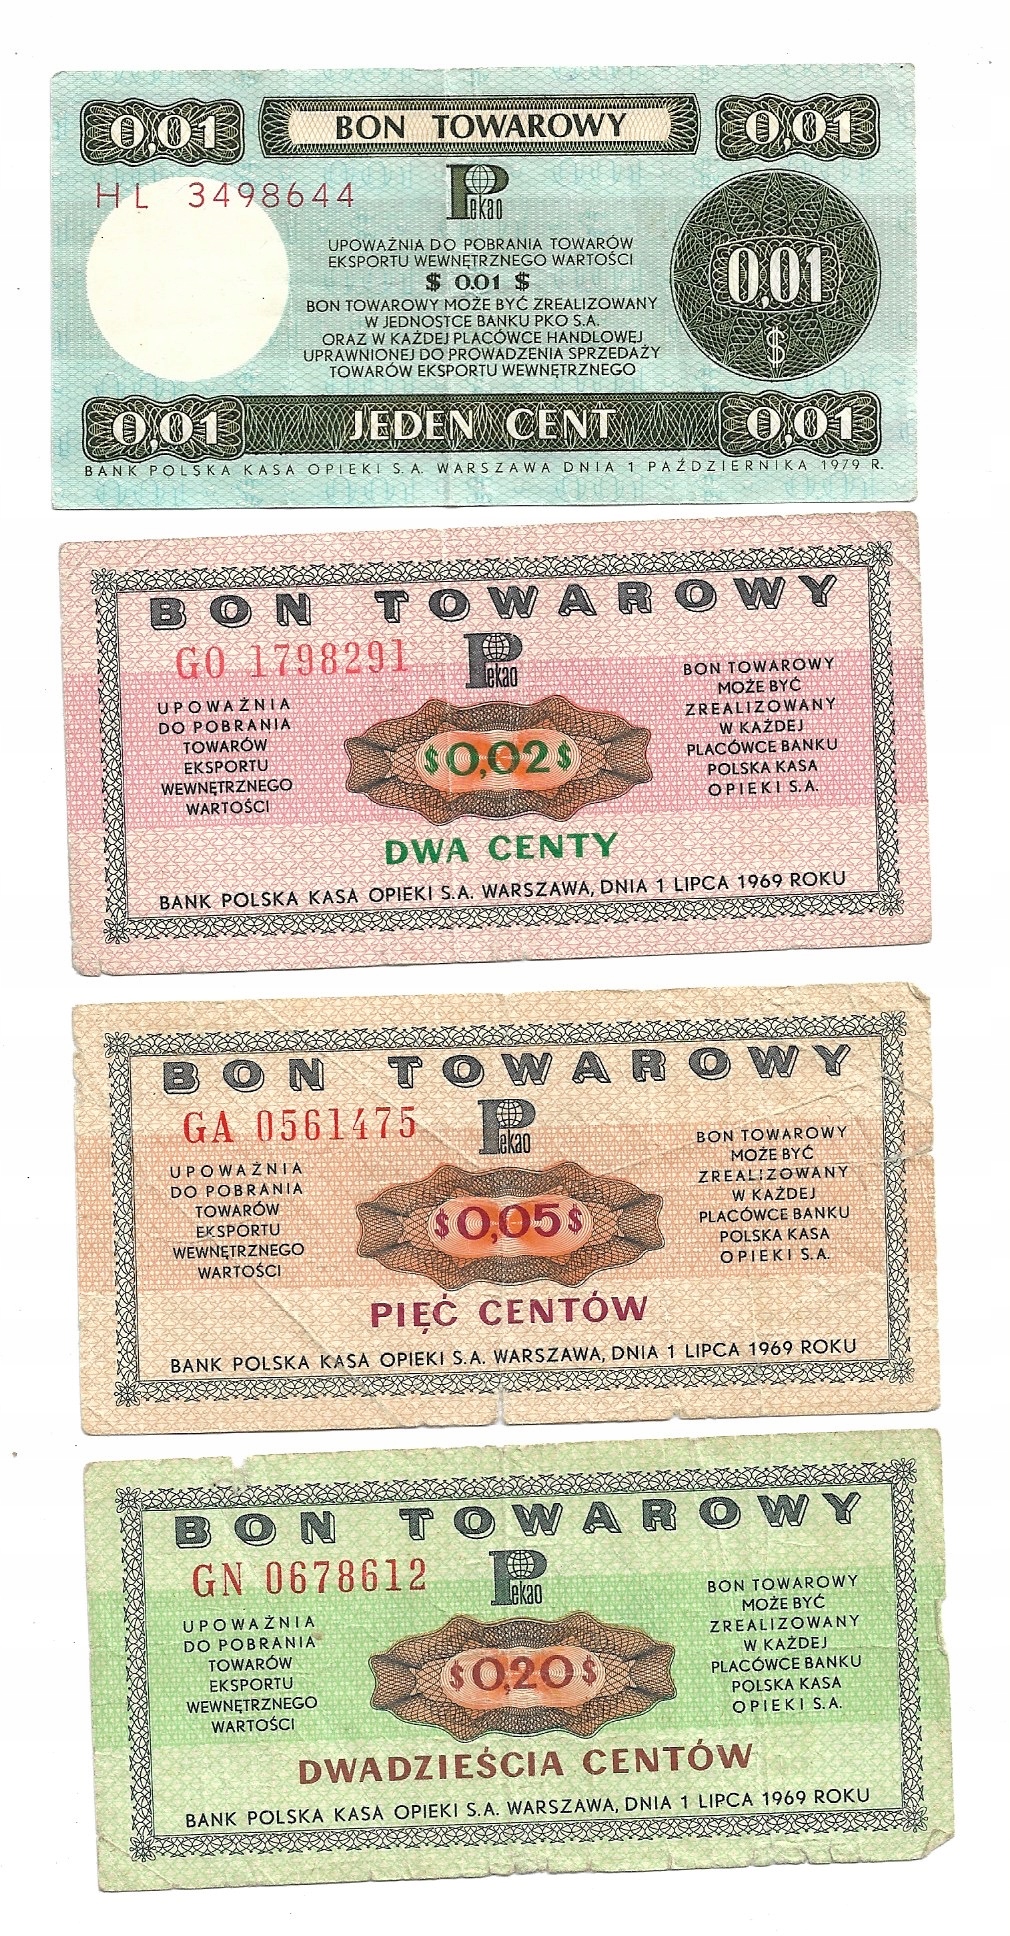 0,01 BON TOWAROWY 0,01
HL 3498644
Pekao
UPOWAŻNIA DO POBRANIA TOWARÓW
EKSPORTU WEWNĘTRZNEGO WARTOŚCI
$ 0.01 $
BON TOWAROWY MOŻE BYĆ ZREALIZOWANY
W JEDNOSTCE BANKU PKO S.A.
ORAZ W KAŻDEJ PLACÓWCE HANDLOWEJ
UPRAWNIONEJ DO PROWADZENIA SPRZEDAŻY
TOWARÓW EKSPORTU WEWNĘTRZNEGO
0,01
$
0,01 JEDEN CENT 0,01
BANK POLSKA KASA OPIEKI S.A. WARSZAWA DNIA 1 PAŹDZIERNIKA 1979 R.
BON TOWAROWY
GO 1798291
Pekao
UPOWAŻNIA
DO POBRANIA
TOWARÓW
EKSPORTU
WEWNĘTRZNEGO
WARTOŚCI
$0,02$
BON TOWAROWY
MOŻE BYĆ
ZREALIZOWANY
W KAŻDEJ
PLACÓWCE BANKU
POLSKA KASA
OPIEKI S.A.
DWA CENTY
BANK POLSKA KASA OPIEKI S.A. WARSZAWA, DNIA 1 LIPCA 1969 ROKU
BON TOWAROWY
GA 0561475
Pekao
UPOWAŻNIA
DO POBRANIA
TOWARÓW
EKSPORTU
WEWNĘTRZNEGO
WARTOŚCI
$0,05$
BON TOWAROWY
MOŻE BYĆ
ZREALIZOWANY
W KAŻDEJ
PLACÓWCE BANKU
POLSKA KASA
OPIEKI S.A.
PIĘĆ CENTÓW
BANK POLSKA KASA OPIEKI S.A. WARSZAWA, DNIA 1 LIPCA 1969 ROKU
BON TOWAROWY
GN 0678612
Pekao
UPOWAŻNIA
DO POBRANIA
TOWARÓW
EKSPORTU
WEWNĘTRZNEGO
WARTOŚCI
$0,20$
BON TOWAROWY
MOŻE BYĆ
ZREALIZOWANY
W KAŻDEJ
PLACÓWCE BANKU
POLSKA KASA
OPIEKI S.A.
DWADZIEŚCIA CENTÓW
BANK POLSKA KASA OPIEKI S.A. WARSZAWA, DNIA 1 LIPCA 1969 ROKU